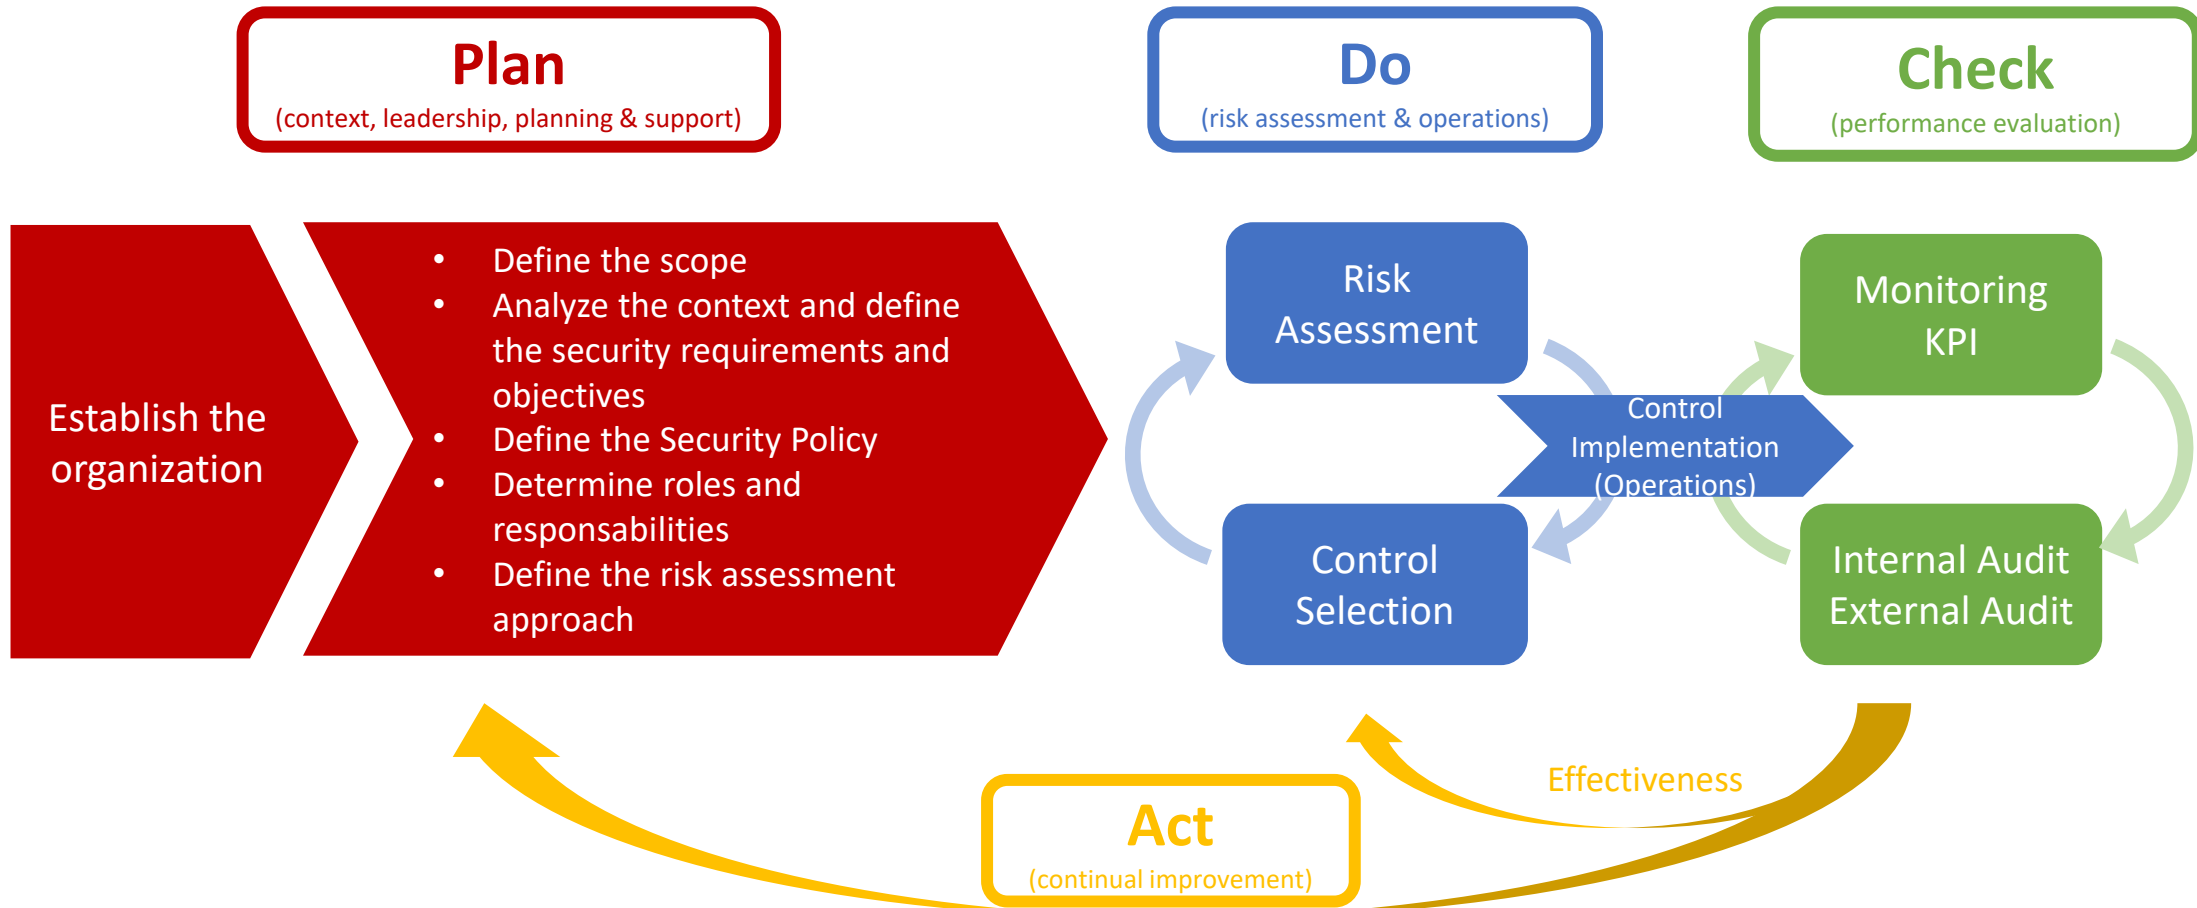 Plan
(context, leadership, planning & support)
Do
(risk assessment & operations)
Check
(performance evaluation)
Establish the
organization
• Define the scope
• Analyze the context and define
the security requirements and
objectives
• Define the Security Policy
• Determine roles and
responsabilities
• Define the risk assessment
approach
Risk
Assessment
Control
Selection
Control
Implementation
(Operations)
Monitoring
KPI
Internal Audit
External Audit
Effectiveness
Act
(continual improvement)